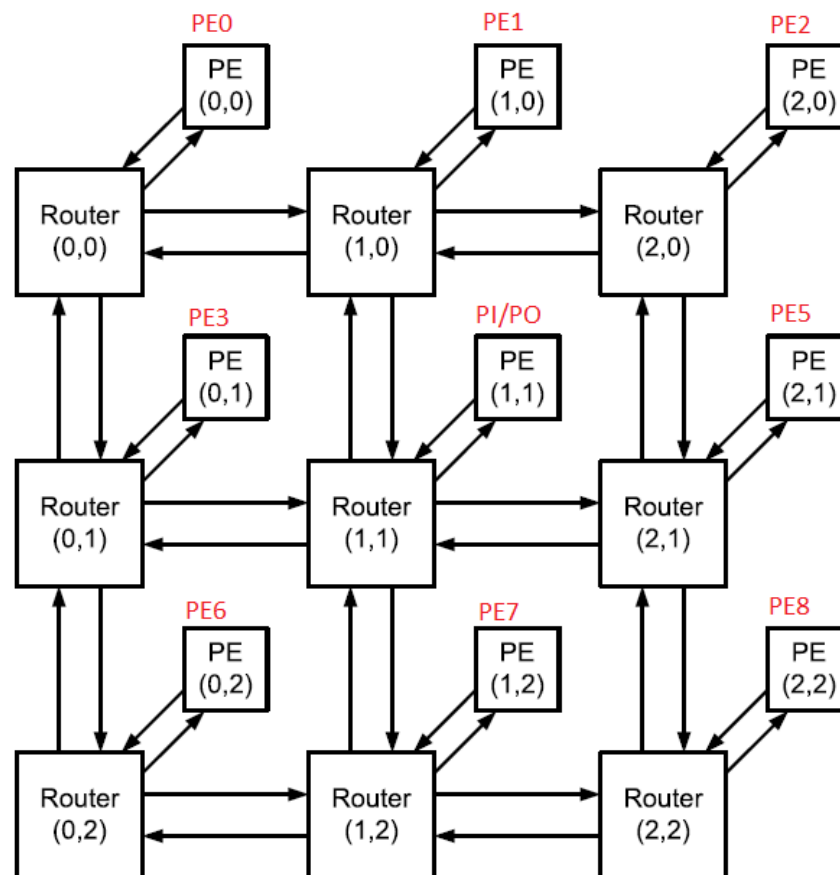 PE0
PE1
PE2
PE
(0,0)
PE
(1,0)
PE
(2,0)
Router
(0,0)
Router
(1,0)
Router
(2,0)
PE3
PI/PO
PE5
PE
(0,1)
PE
(1,1)
PE
(2,1)
Router
(0,1)
Router
(1,1)
Router
(2,1)
PE6
PE7
PE8
PE
(0,2)
PE
(1,2)
PE
(2,2)
Router
(0,2)
Router
(1,2)
Router
(2,2)